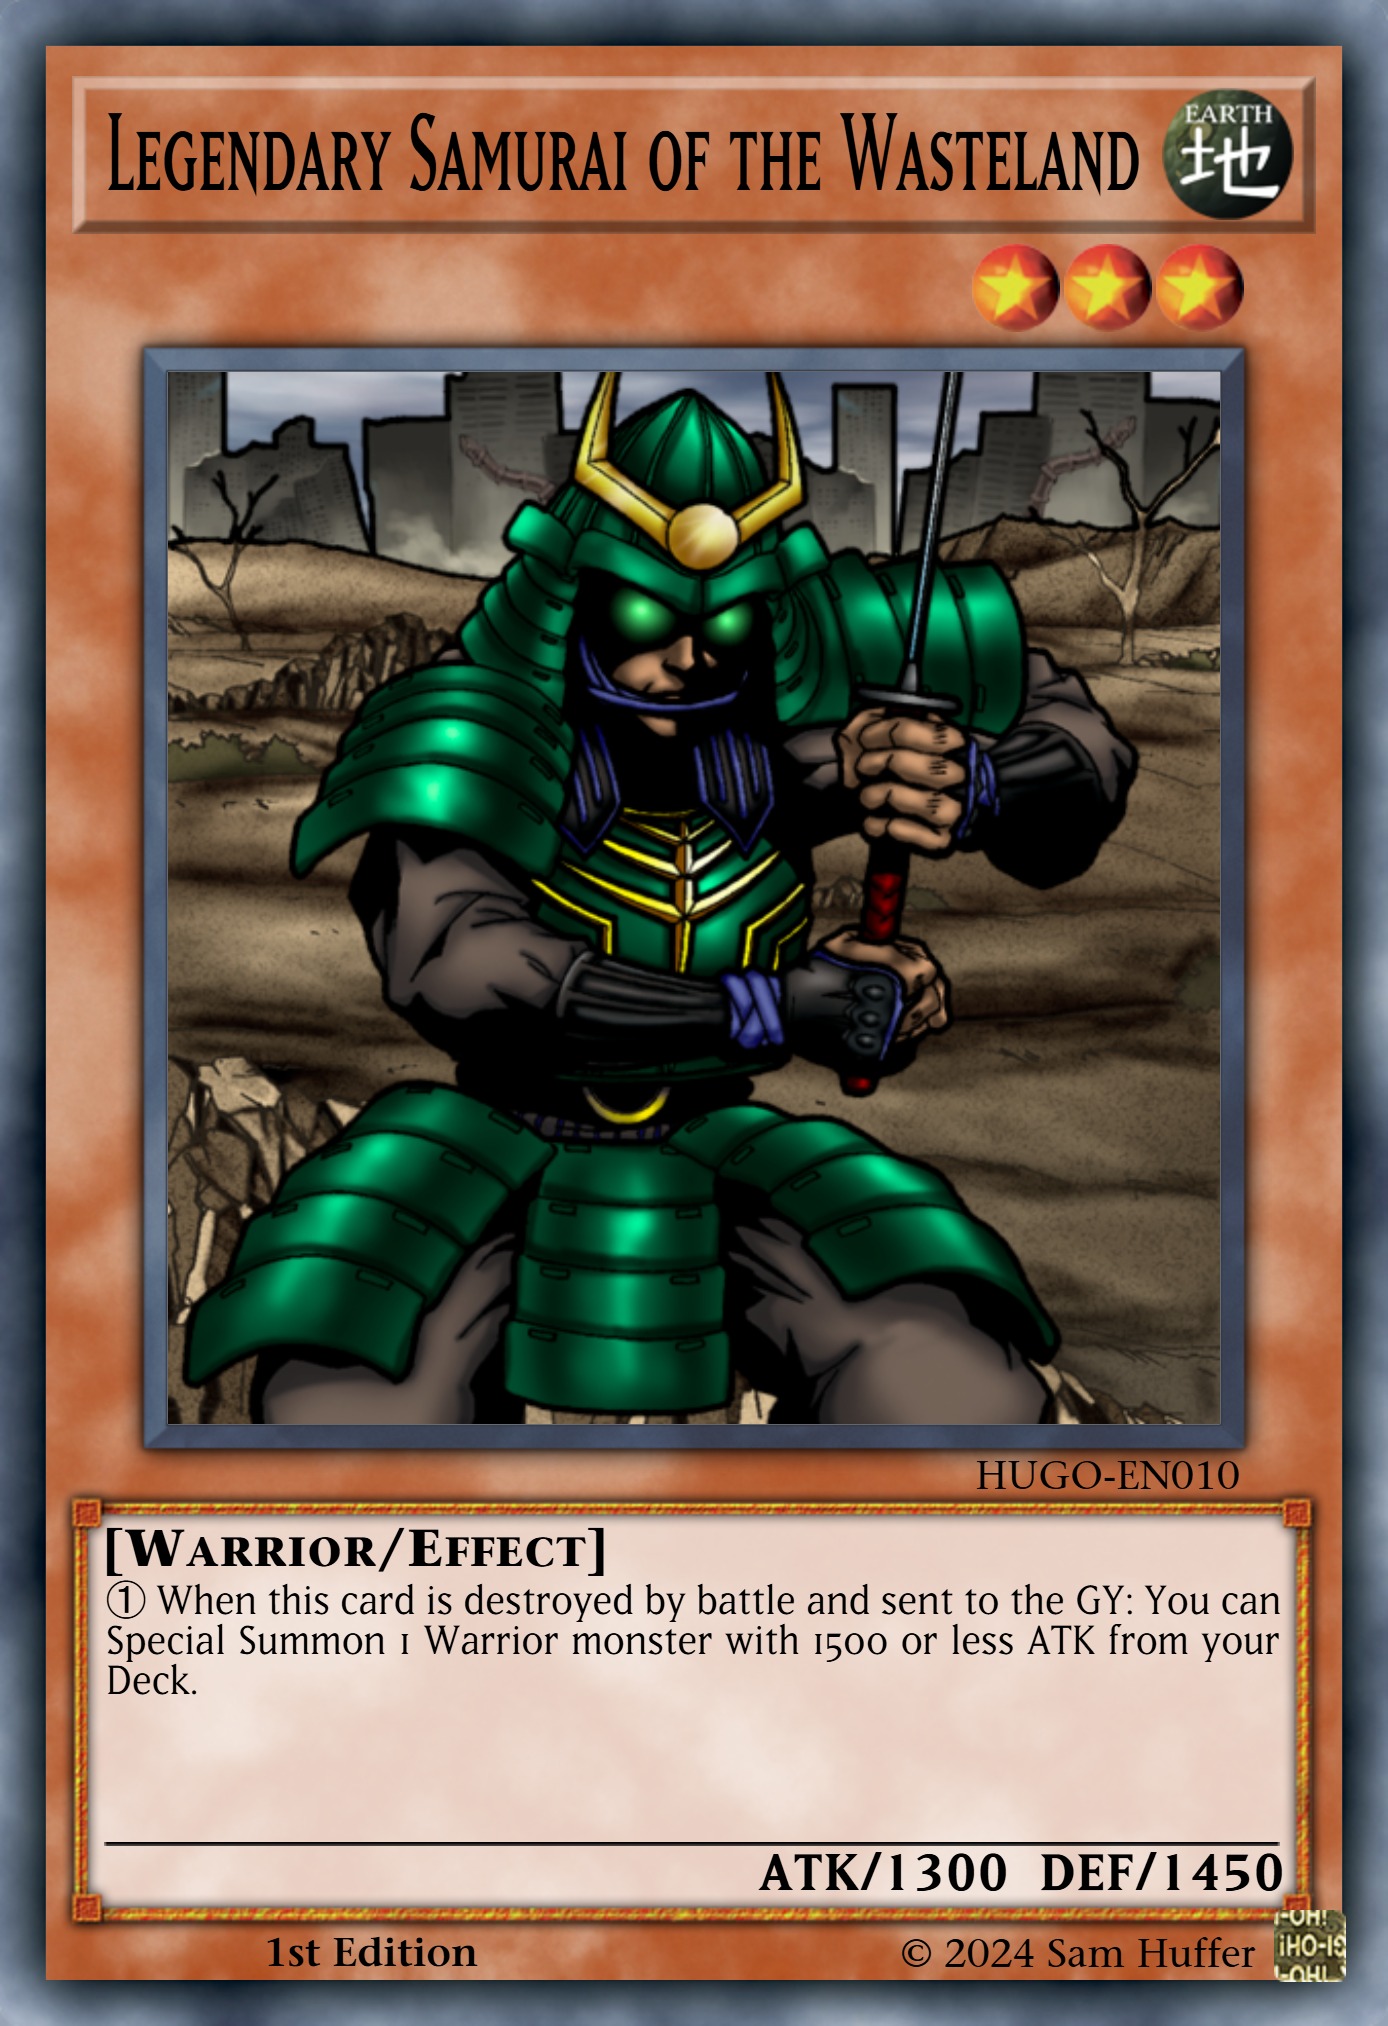 Legendary Samurai of the Wasteland
EARTH
地
HUGO-EN010
[Warrior/Effect]
① When this card is destroyed by battle and sent to the GY: You can
Special Summon 1 Warrior monster with 1500 or less ATK from your
Deck.
ATK/1300 DEF/1450
1st Edition
© 2024 Sam Huffer